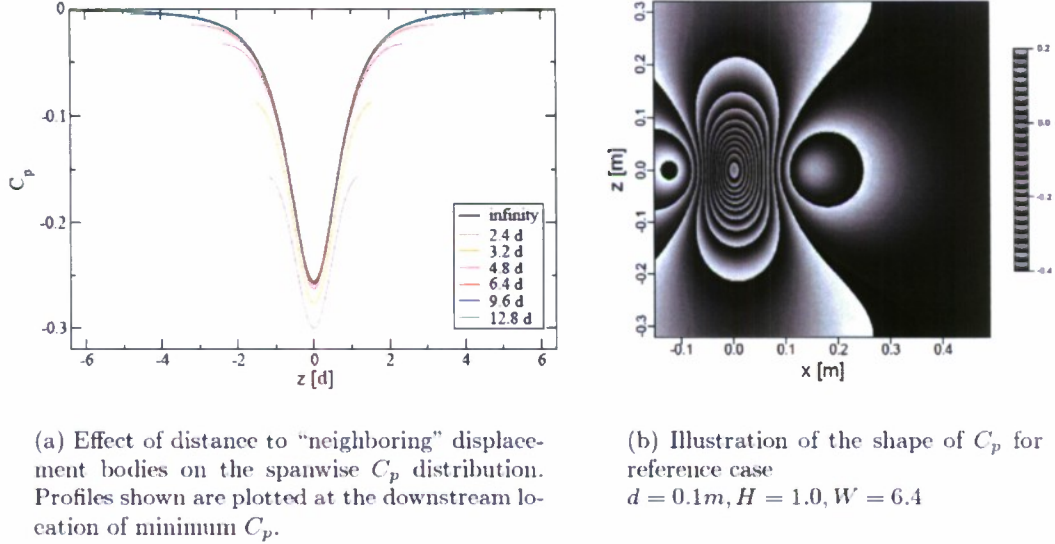 0
-0.1
-0.2
-0.3
C_p
-6
-4
-2
0
2
4
6
z [d]
infinity
2.4 d
3.2 d
4.8 d
6.4 d
9.6 d
12.8 d
0.3
0.2
0.1
0.0
-0.1
-0.2
-0.3
z [m]
-0.1
0.0
0.1
0.2
0.3
0.4
x [m]
0.2
0.0
-0.2
-0.4
(a) Effect of distance to “neighboring” displace-
ment bodies on the spanwise C_p distribution.
Profiles shown are plotted at the downstream lo-
cation of minimum C_p.
(b) Illustration of the shape of C_p for
reference case
d = 0.1m, H = 1.0, W = 6.4